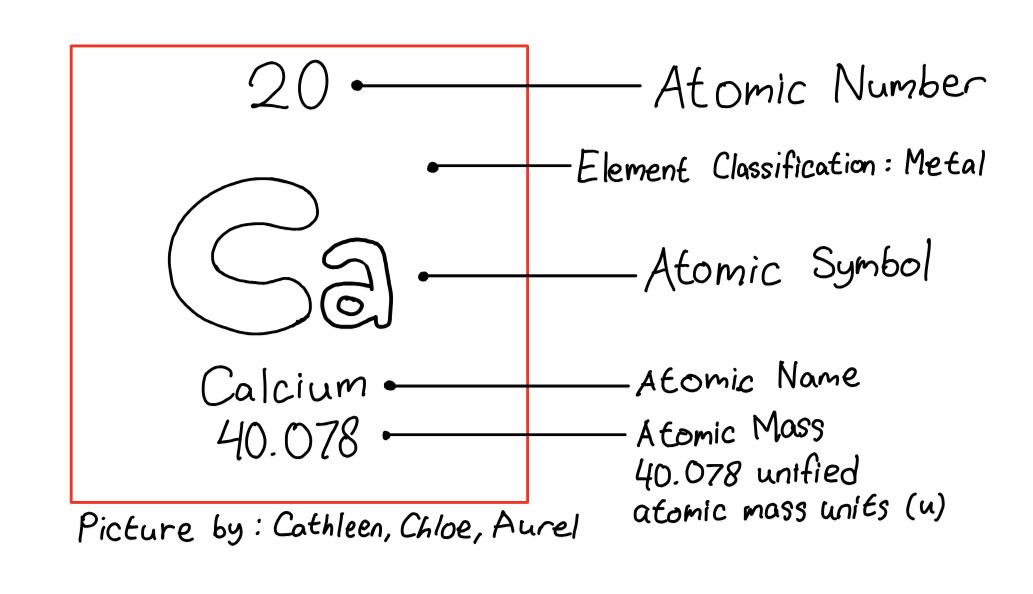 20
Atomic Number
Element Classification: Metal
Ca
Atomic Symbol
Calcium
Atomic Name
40.078
Atomic Mass
40.078 unified
atomic mass units (u)
Picture by: Cathleen, Chloe, Aurel